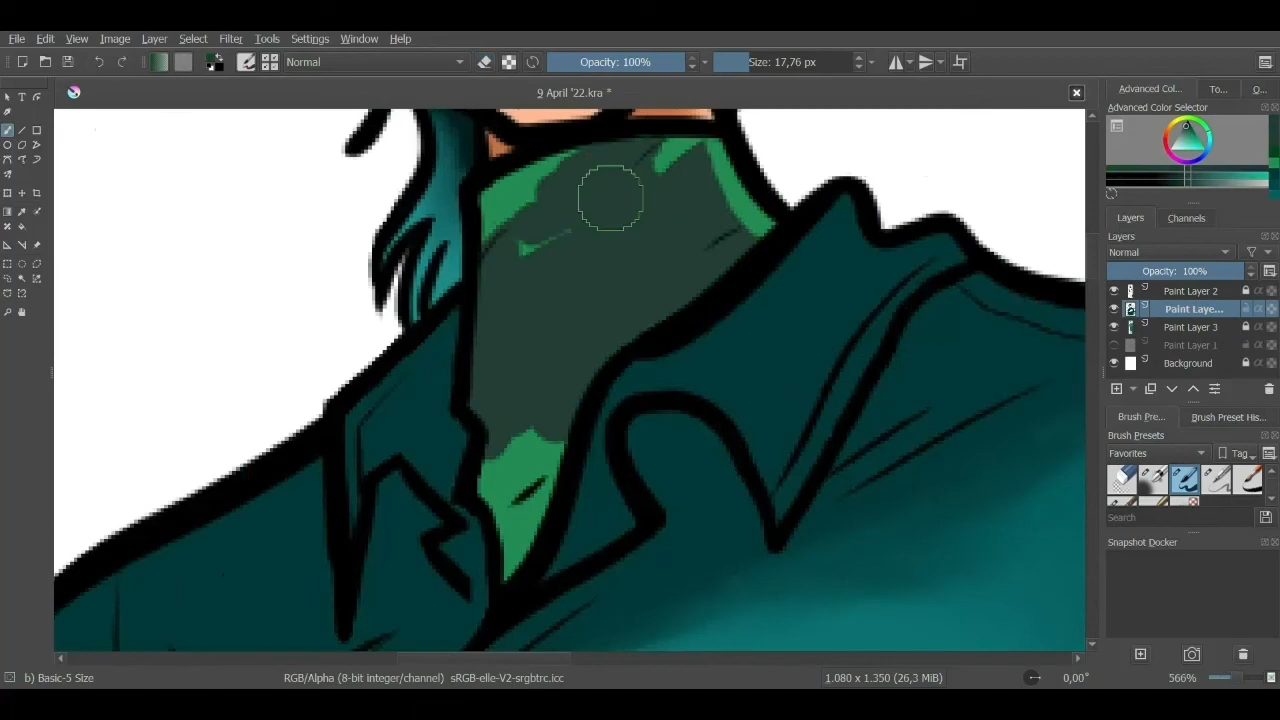 File Edit View Image Layer Select Filter Tools Settings Window Help
Normal Opacity: 100% Size: 17,76 px
9 April '22.kra *
Advanced Col... To... Q...
Advanced Color Selector
Layers Channels
Layers
Normal
Opacity: 100%
Paint Layer 2
Paint Laye...
Paint Layer 3
Paint Layer 1
Background
Brush Pre... Brush Preset His...
Brush Presets
Favorites Tag
Search
Snapshot Docker
b) Basic-5 Size RGB/Alpha (8-bit integer/channel) sRGB-elle-V2-srgbtrc.icc 1.080 x 1.350 (26,3 MiB) 0,00° 566%